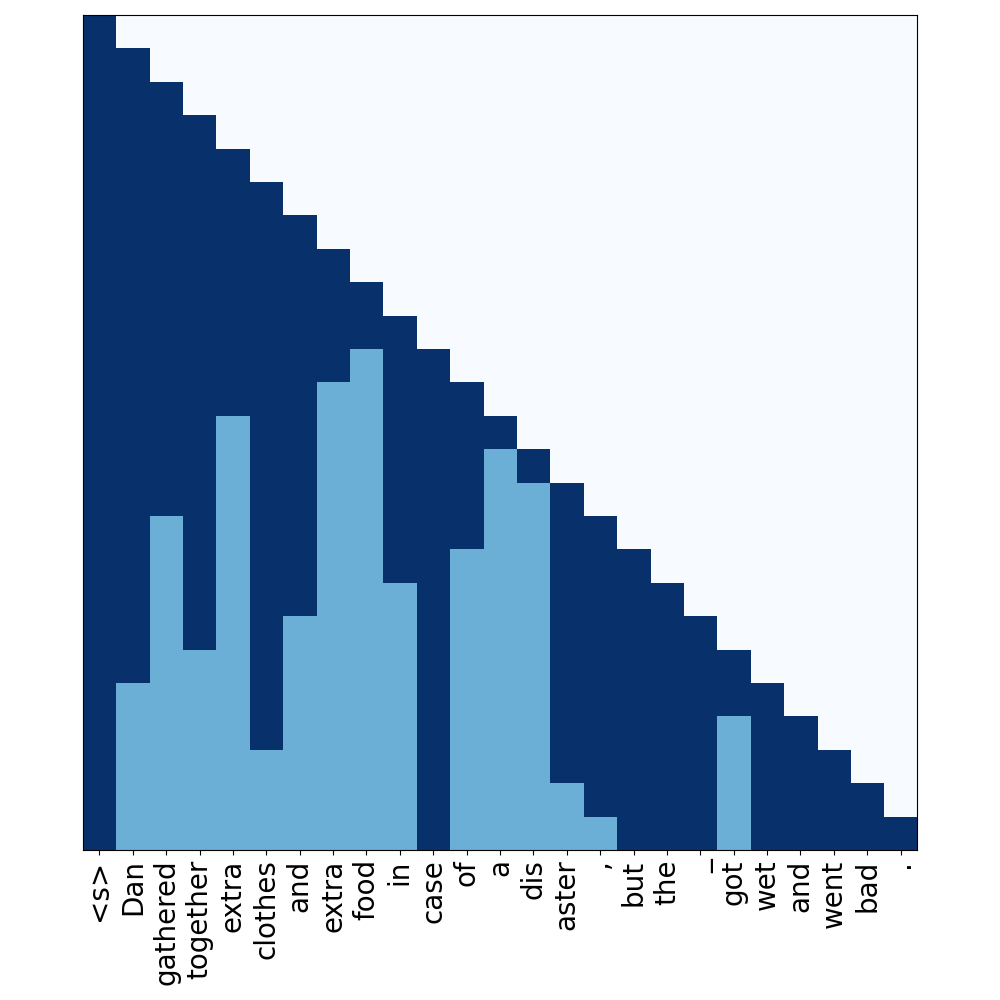 <s> Dan gathered together extra clothes and extra food in case of a dis aster , but the _ got wet and went bad .